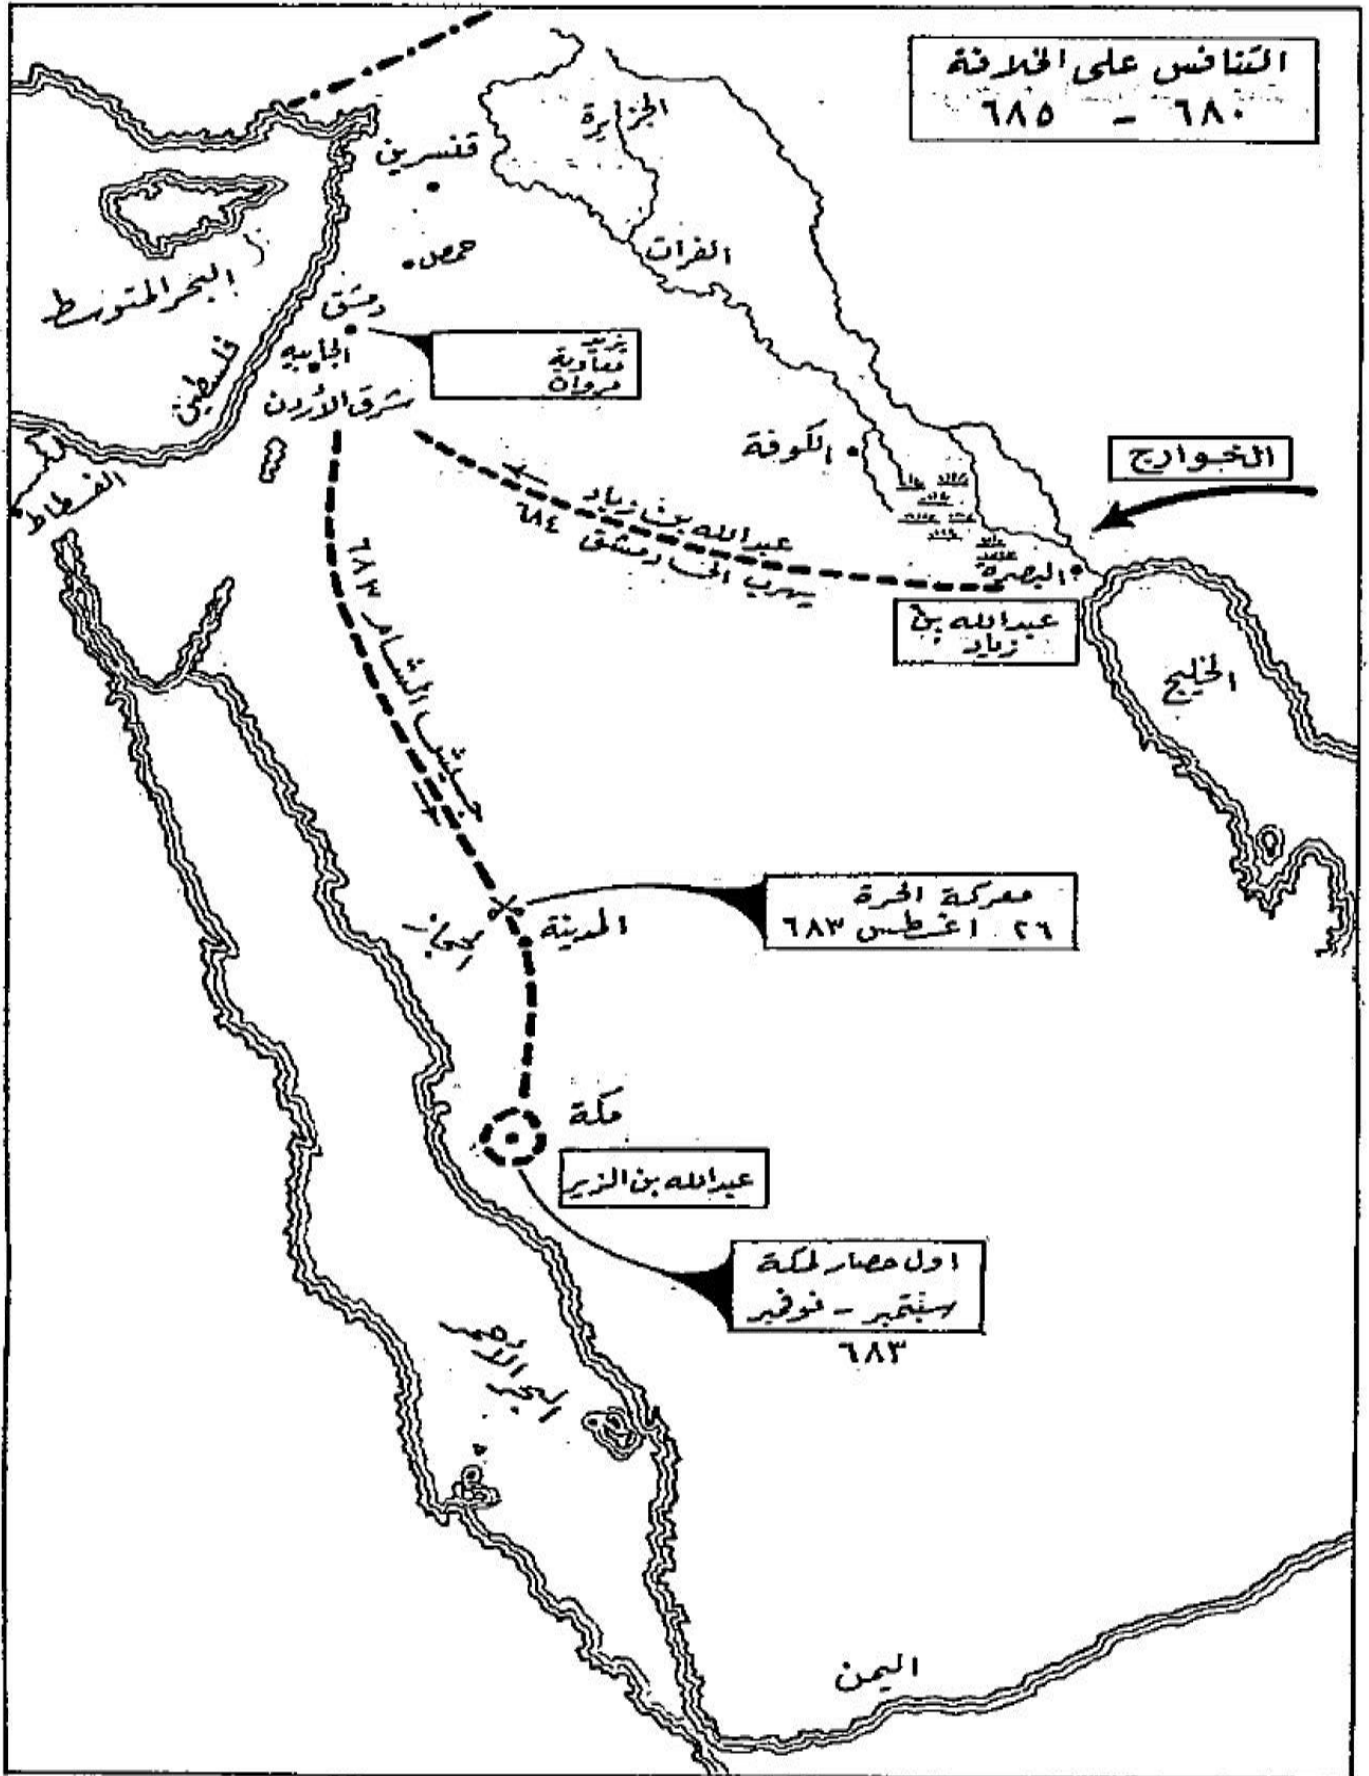 التنافس على الخلافة
٦٨٠ - ٦٨٥
الجزيرة
قنسرين
الفرات
حمص
البحر المتوسط
دمشق
يزيد
معاوية
مروان
الجابيه
فلسطين
شرق الأردن
الكوفة
الخوارج
الفسطاط
عبدالله بن زياد
يهرب الى دمشق ٦٨٤
البصرة
عبدالله بن
زياد
الخليج
جيش الشام ٦٨٣
معركة الحرة
٢٦ اغسطس ٦٨٣
المدينة
الحجاز
مكة
عبدالله بن الزبير
اول حصار لمكة
سبتمبر - نوفمبر
٦٨٣
البحر الأحمر
اليمن